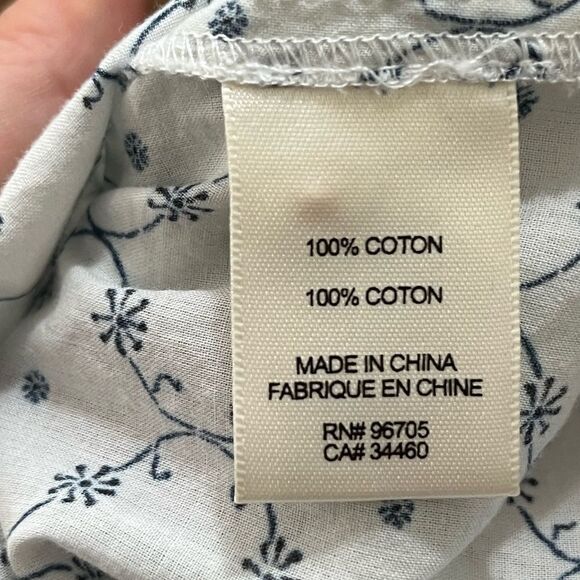 100% COTON
100% COTON
MADE IN CHINA
FABRIQUE EN CHINE
RN# 96705
CA# 34460